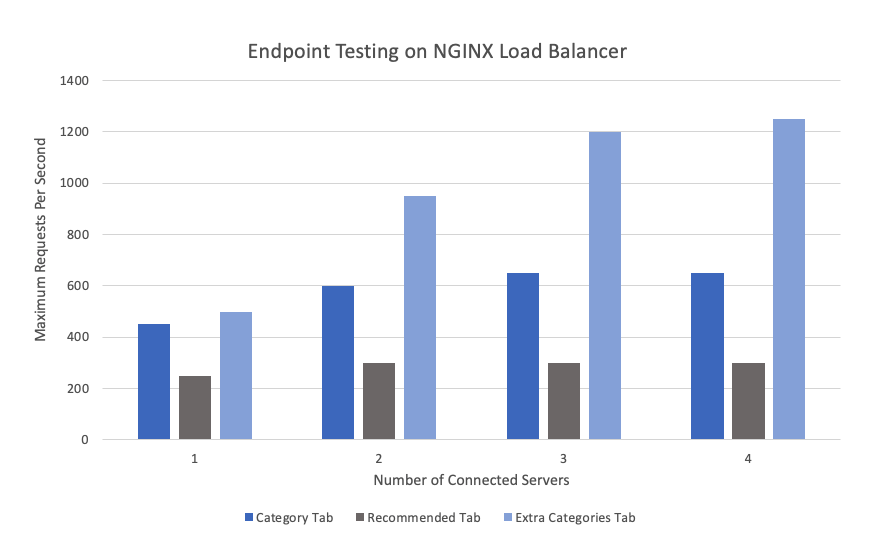 Endpoint Testing on NGINX Load Balancer
Maximum Requests Per Second
1400
1200
1000
800
600
400
200
0
1 2 3 4
Number of Connected Servers
Category Tab Recommended Tab Extra Categories Tab